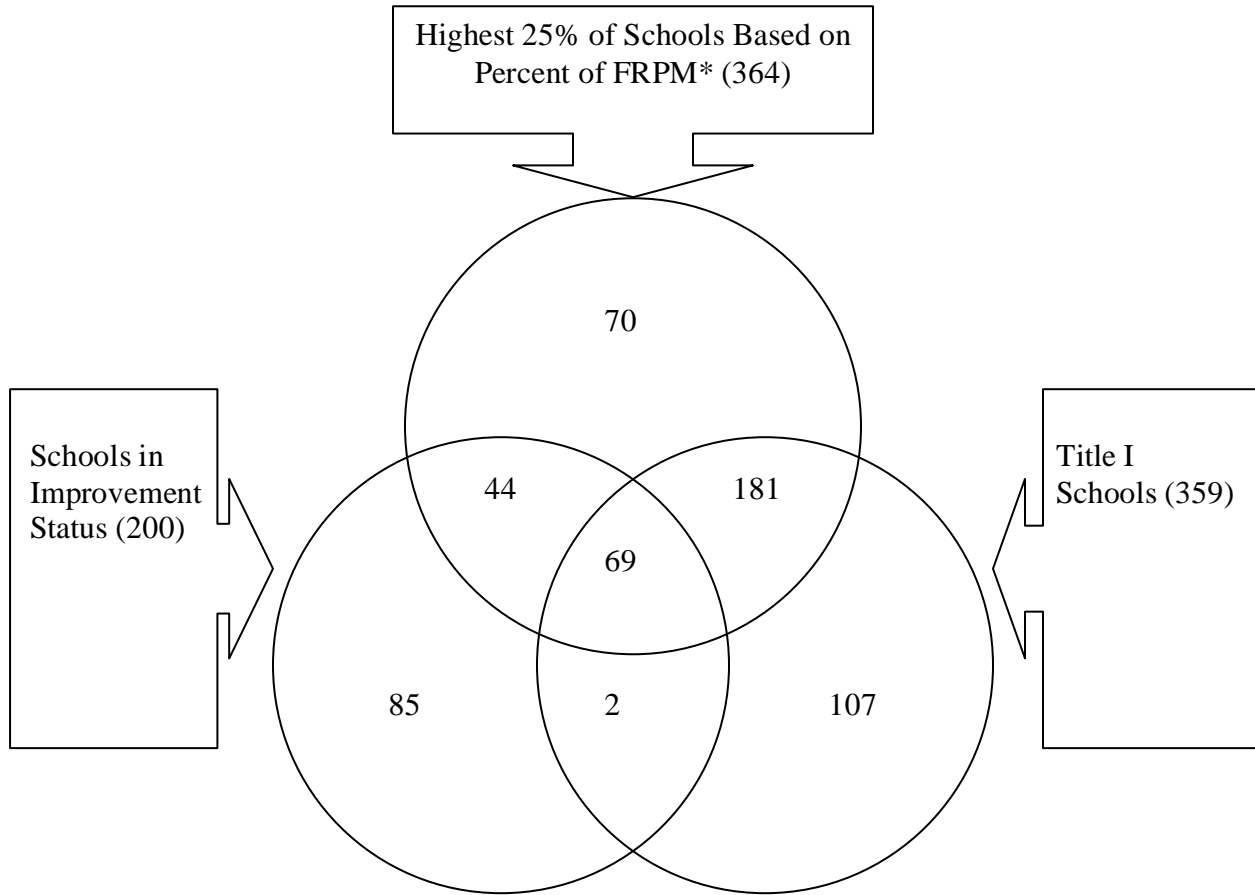 Highest 25% of Schools Based on
Percent of FRPM* (364)
70
Schools in
Improvement
Status (200)
Title I
Schools (359)
44
181
69
85
2
107